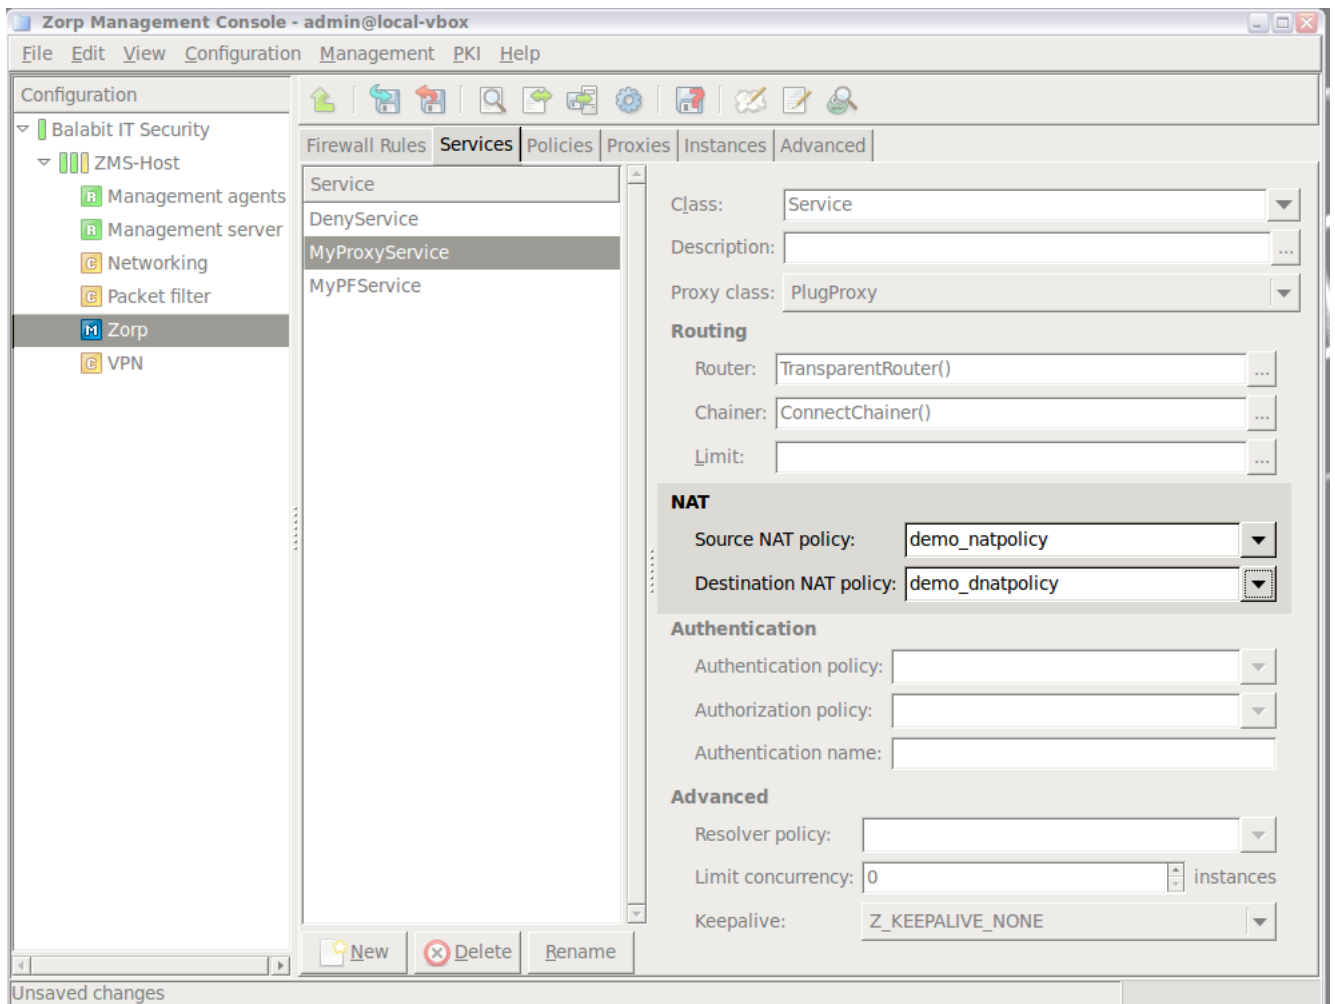 Zorp Management Console - admin@local-vbox
File Edit View Configuration Management PKI Help
Configuration
Balabit IT Security
ZMS-Host
R Management agents
R Management server
C Networking
C Packet filter
M Zorp
C VPN
Firewall Rules Services Policies Proxies Instances Advanced
Service
DenyService
MyProxyService
MyPFService
New Delete Rename
Class: Service
Description: ...
Proxy class: PlugProxy
Routing
Router: TransparentRouter() ...
Chainer: ConnectChainer() ...
Limit: ...
NAT
Source NAT policy: demo_natpolicy
Destination NAT policy: demo_dnatpolicy
Authentication
Authentication policy:
Authorization policy:
Authentication name:
Advanced
Resolver policy:
Limit concurrency: 0 instances
Keepalive: Z_KEEPALIVE_NONE
Unsaved changes